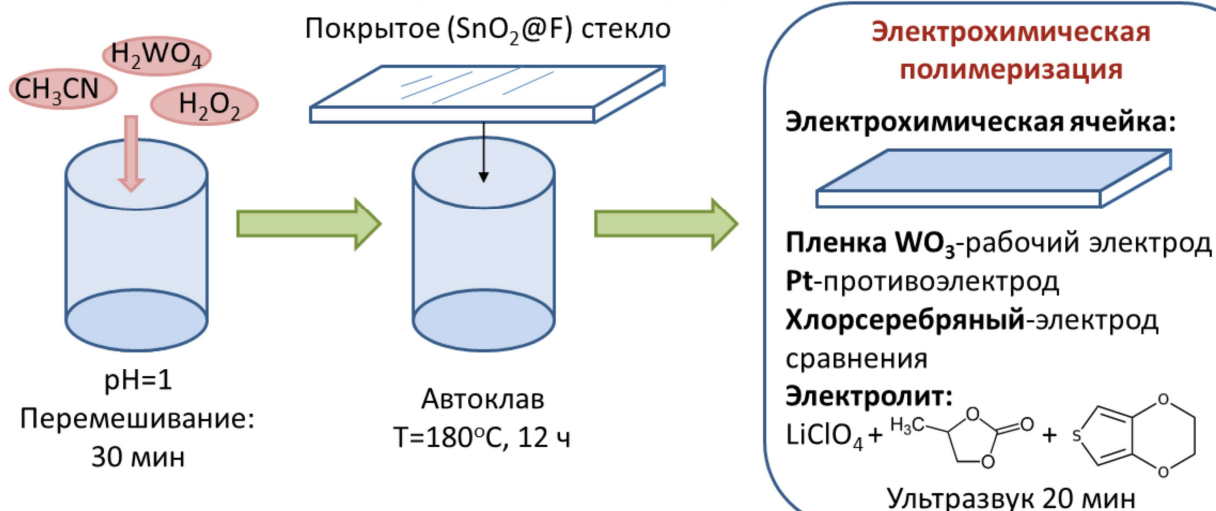 H₂WO₄
CH₃CN
H₂O₂
pH=1
Перемешивание:
30 мин
Покрытое (SnO₂@F) стекло
Автоклав
T=180°C, 12 ч
Электрохимическая
полимеризация
Электрохимическая ячейка:
Пленка WO₃-рабочий электрод
Pt-противоэлектрод
Хлорсеребряный-электрод
сравнения
Электролит:
LiClO₄ + H₃C O O O + S O O
Ультразвук 20 мин